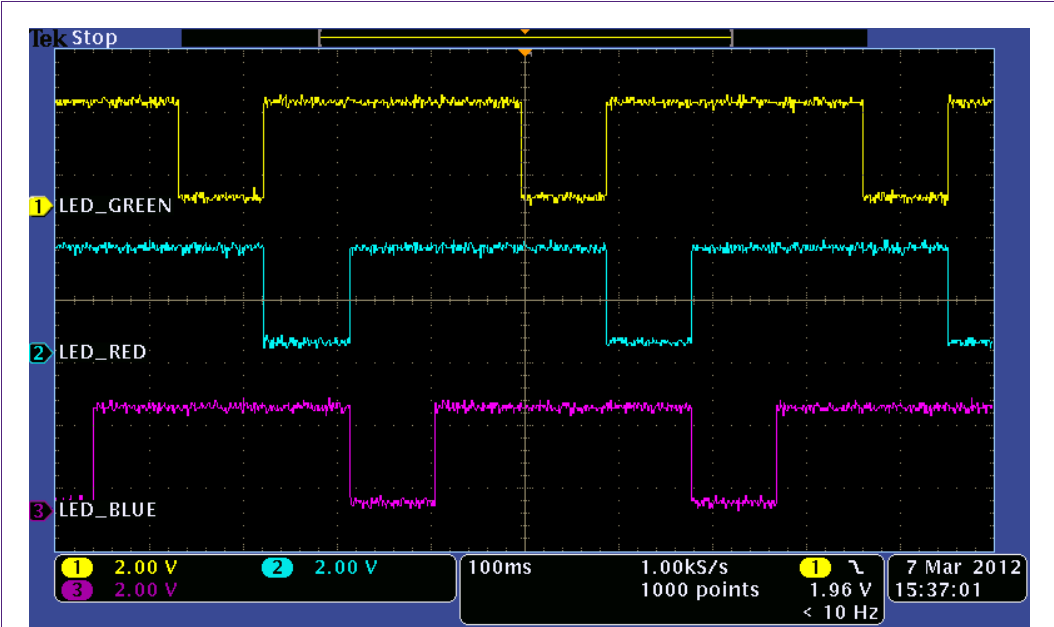 Tek Stop
1 LED_GREEN
2 LED_RED
3 LED_BLUE
1 2.00 V 2 2.00 V 100ms 1.00kS/s 1 7 Mar 2012
3 2.00 V 1000 points 1.96 V 15:37:01
< 10 Hz